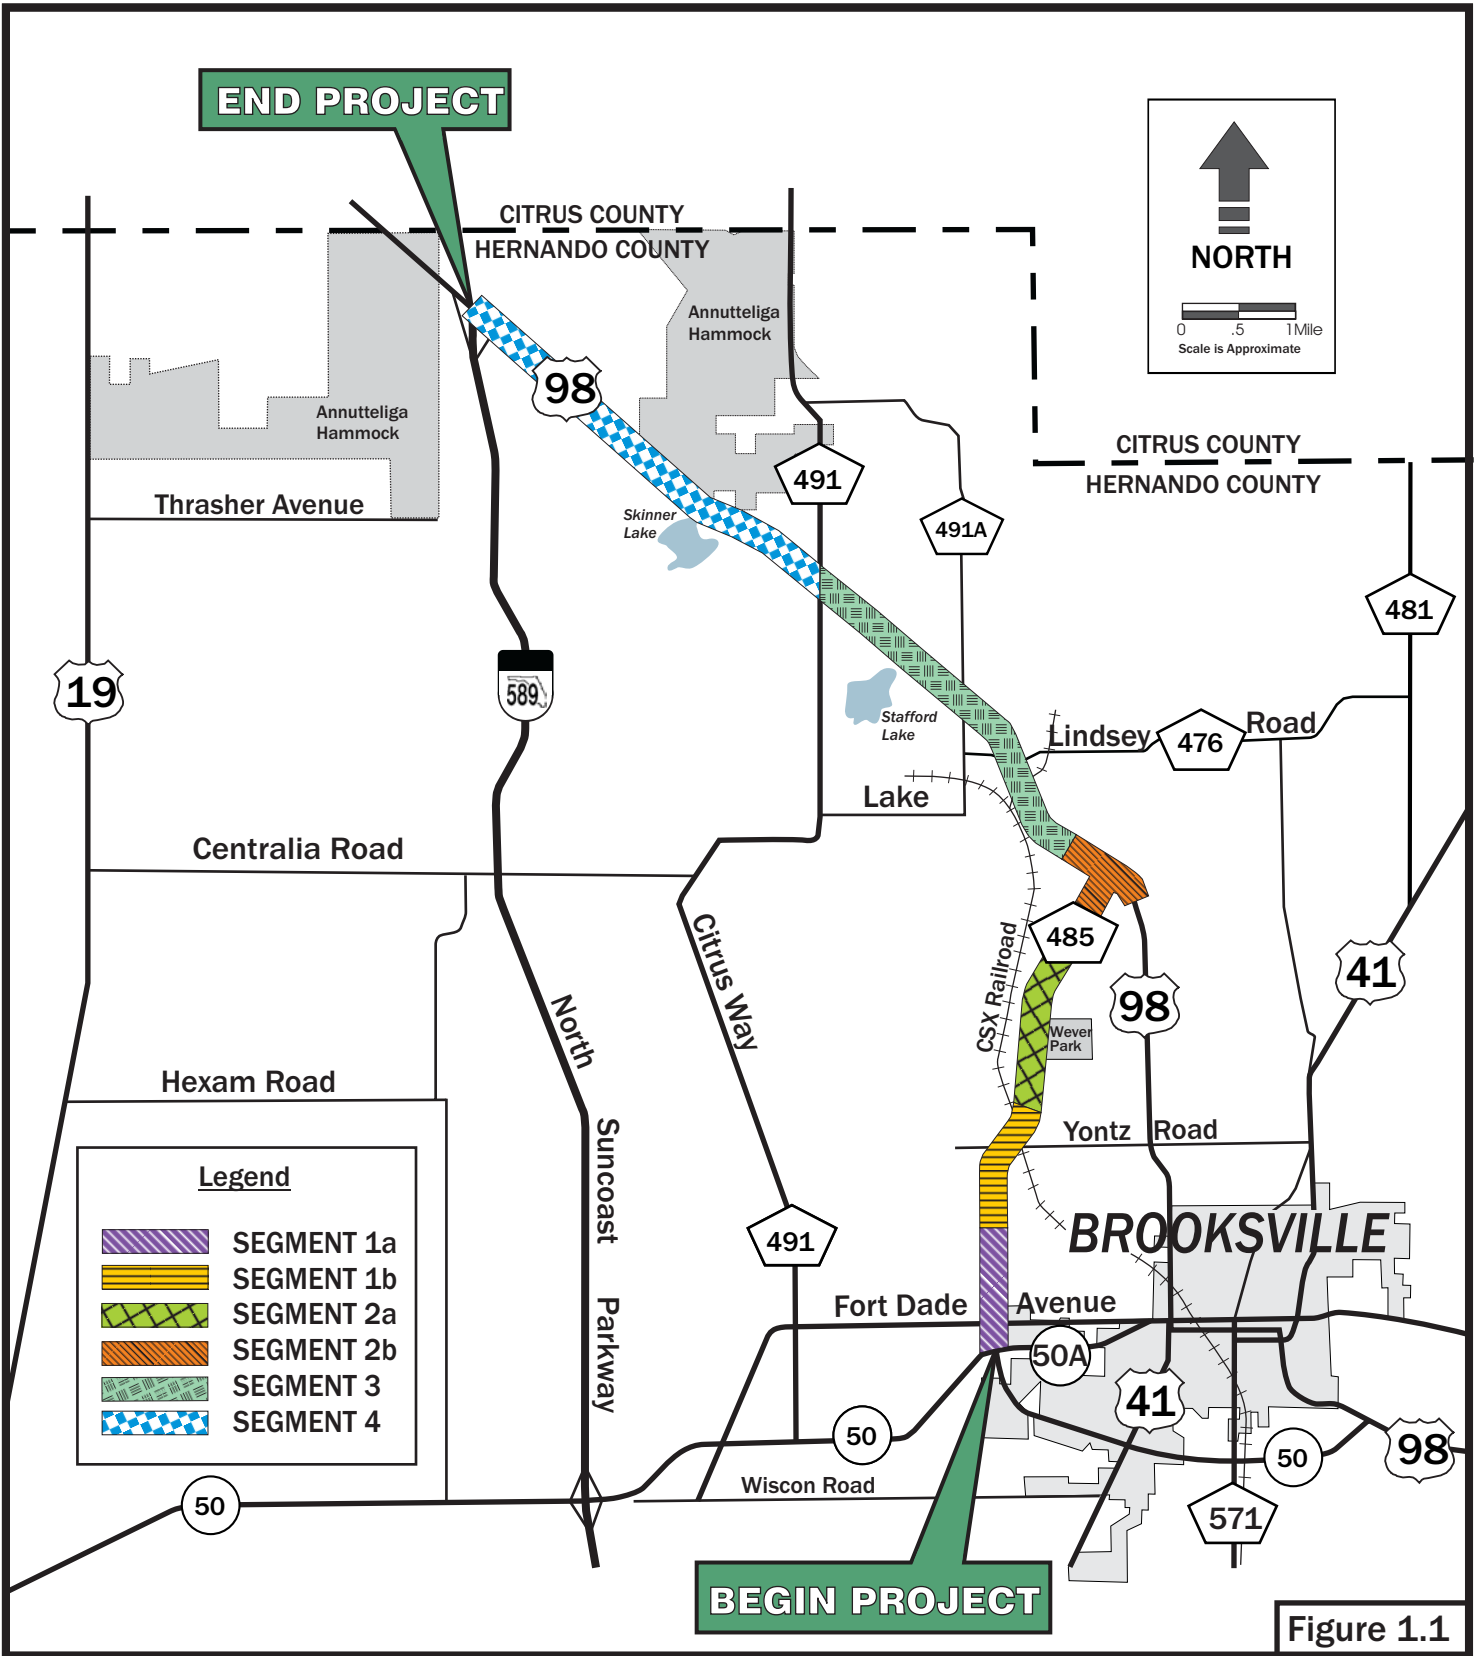 END PROJECT
CITRUS COUNTY
HERNANDO COUNTY
NORTH
0 .5 1Mile
Scale is Approximate
Annutteliga
Hammock
98
Annutteliga
Hammock
CITRUS COUNTY
HERNANDO COUNTY
491
Thrasher Avenue
Skinner
Lake
491A
481
19
589
Stafford
Lake
Lindsey
476
Road
Lake
Centralia Road
485
CSX Railroad
Citrus Way
41
98
Wever
Park
North
Hexam Road
Suncoast
Yontz Road
Legend
SEGMENT 1a
SEGMENT 1b
SEGMENT 2a
SEGMENT 2b
SEGMENT 3
SEGMENT 4
491
BROOKSVILLE
Parkway
Fort Dade Avenue
50A
41
50
50
98
Wiscon Road
50
571
BEGIN PROJECT
Figure 1.1